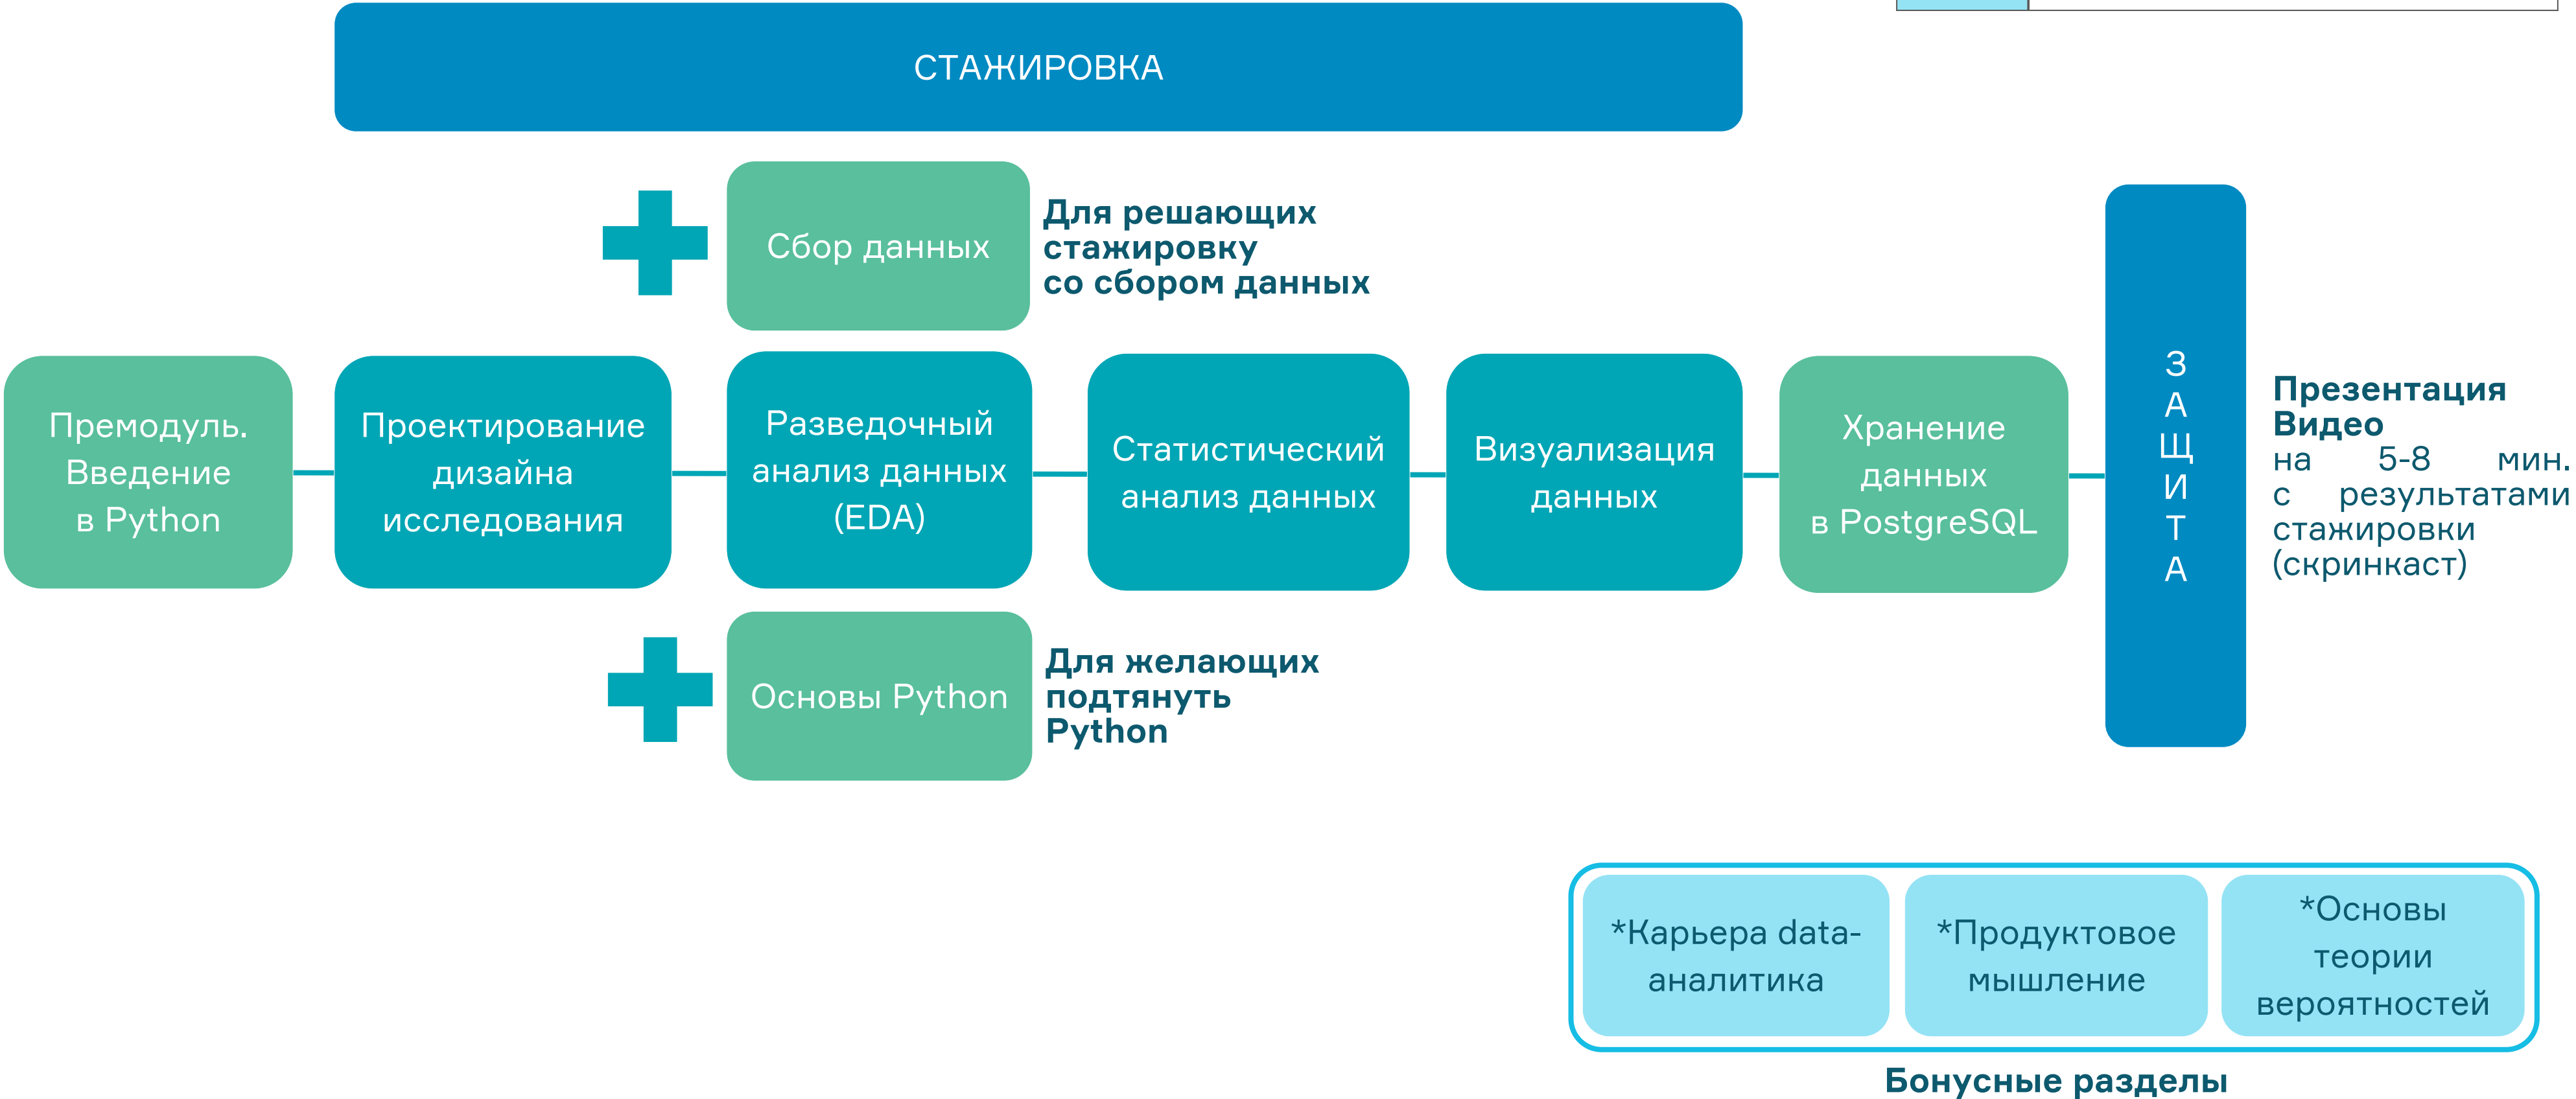 СТАЖИРОВКА
Сбор данных
Для решающих
стажировку
со сбором данных
Премодуль.
Введение
в Python
Проектирование
дизайна
исследования
Разведочный
анализ данных
(EDA)
Статистический
анализ данных
Визуализация
данных
Хранение
данных
в PostgreSQL
З
А
Щ
И
Т
А
Презентация
Видео
на 5-8 мин.
с результатами
стажировки
(скринкаст)
Основы Python
Для желающих
подтянуть
Python
*Карьера data-
аналитика
*Продуктовое
мышление
*Основы
теории
вероятностей
Бонусные разделы